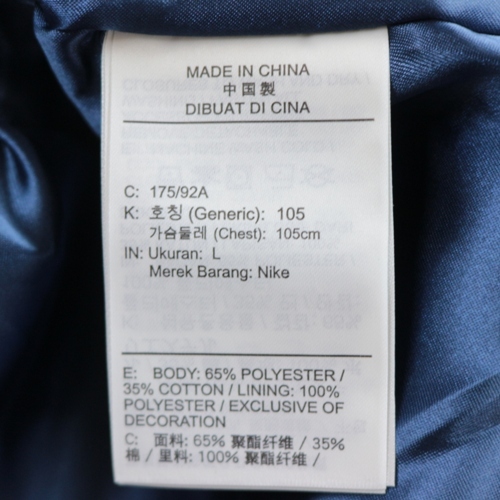 MADE IN CHINA
中国製
DIBUAT DI CINA
C: 175/92A
K: 호칭 (Generic): 105
가슴둘레 (Chest): 105cm
IN: Ukuran: L
Merek Barang: Nike
E: BODY: 65% POLYESTER /
35% COTTON / LINING: 100%
POLYESTER / EXCLUSIVE OF
DECORATION
C: 面料: 65% 聚酯纤维 / 35%
棉 / 里料: 100% 聚酯纤维 /